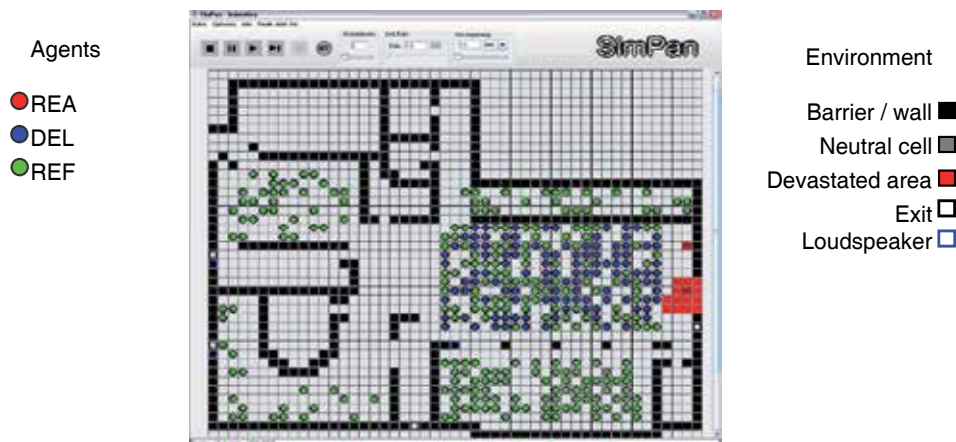 SimPan
Agents
REA
DEL
REF
Environment
Barrier / wall
Neutral cell
Devastated area
Exit
Loudspeaker